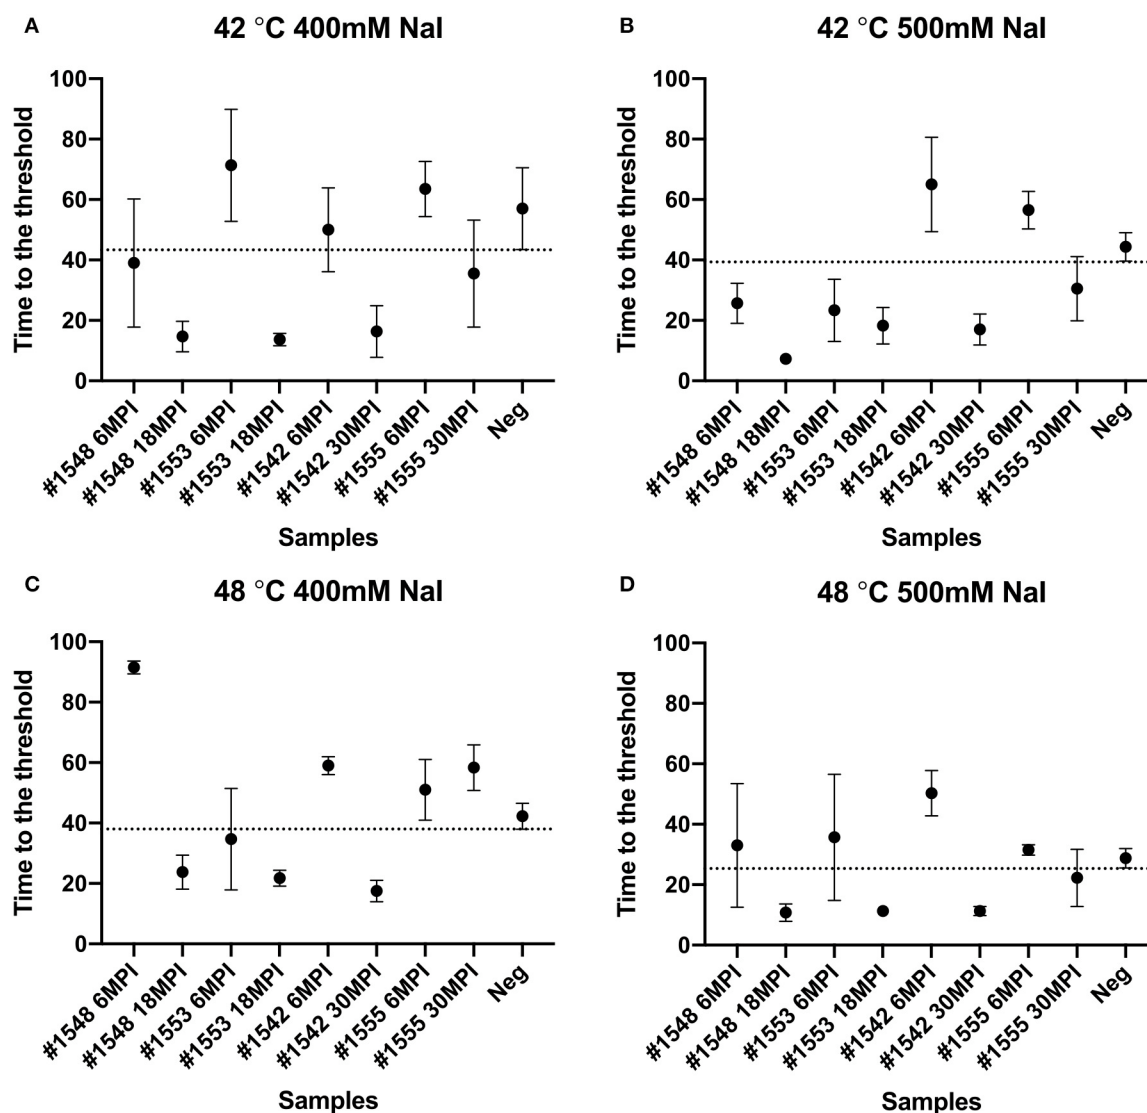 A
42 °C 400mM NaI
Time to the threshold
100
80
60
40
20
0
#1548 6MPI
#1548 18MPI
#1553 6MPI
#1553 18MPI
#1542 6MPI
#1542 30MPI
#1555 6MPI
#1555 30MPI
Neg
Samples
B
42 °C 500mM NaI
Time to the threshold
100
80
60
40
20
0
#1548 6MPI
#1548 18MPI
#1553 6MPI
#1553 18MPI
#1542 6MPI
#1542 30MPI
#1555 6MPI
#1555 30MPI
Neg
Samples
C
48 °C 400mM NaI
Time to the threshold
100
80
60
40
20
0
#1548 6MPI
#1548 18MPI
#1553 6MPI
#1553 18MPI
#1542 6MPI
#1542 30MPI
#1555 6MPI
#1555 30MPI
Neg
Samples
D
48 °C 500mM NaI
Time to the threshold
100
80
60
40
20
0
#1548 6MPI
#1548 18MPI
#1553 6MPI
#1553 18MPI
#1542 6MPI
#1542 30MPI
#1555 6MPI
#1555 30MPI
Neg
Samples